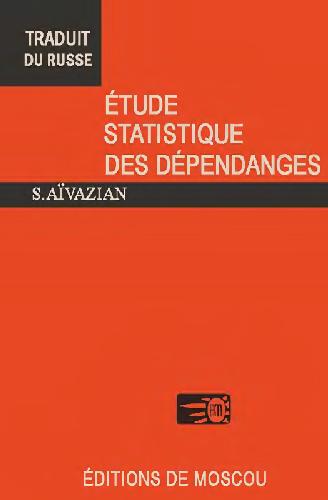 TRADUIT
DU RUSSE
ÉTUDE
STATISTIQUE
DES DÉPENDANGES
S.AÏVAZIAN
ÉDITIONS DE MOSCOU